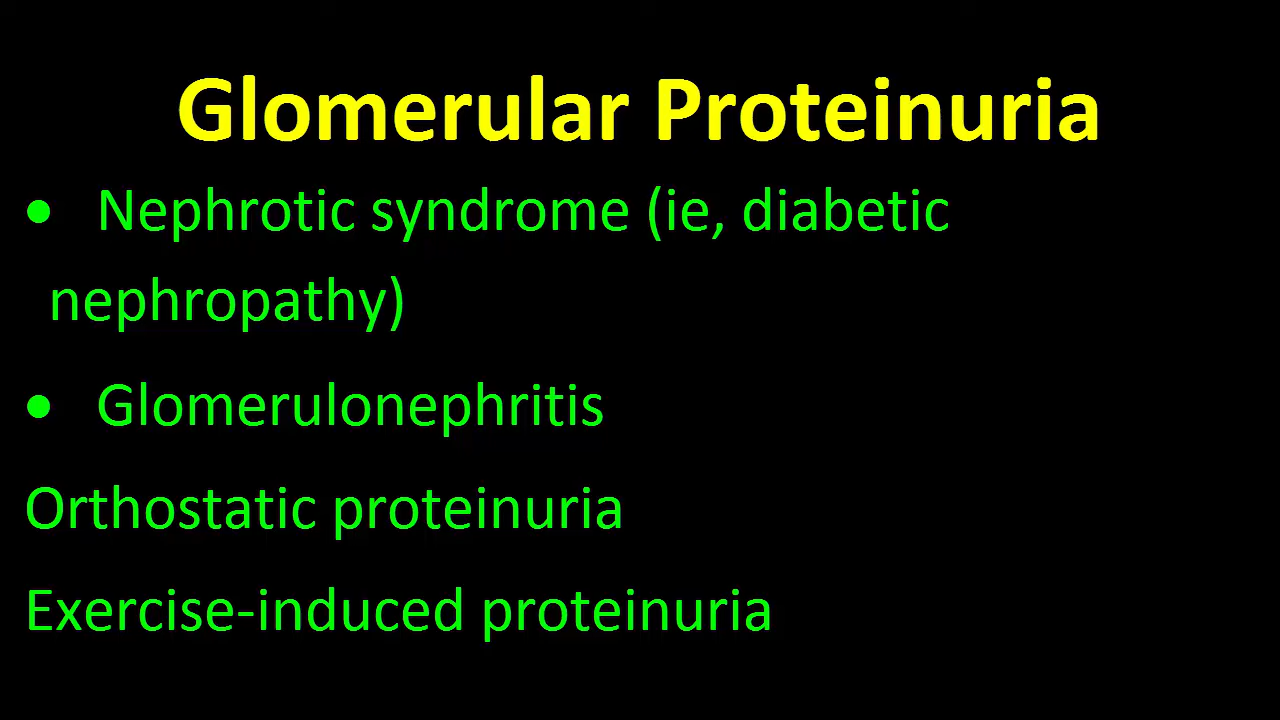 Glomerular Proteinuria
• Nephrotic syndrome (ie, diabetic
nephropathy)
• Glomerulonephritis
Orthostatic proteinuria
Exercise-induced proteinuria